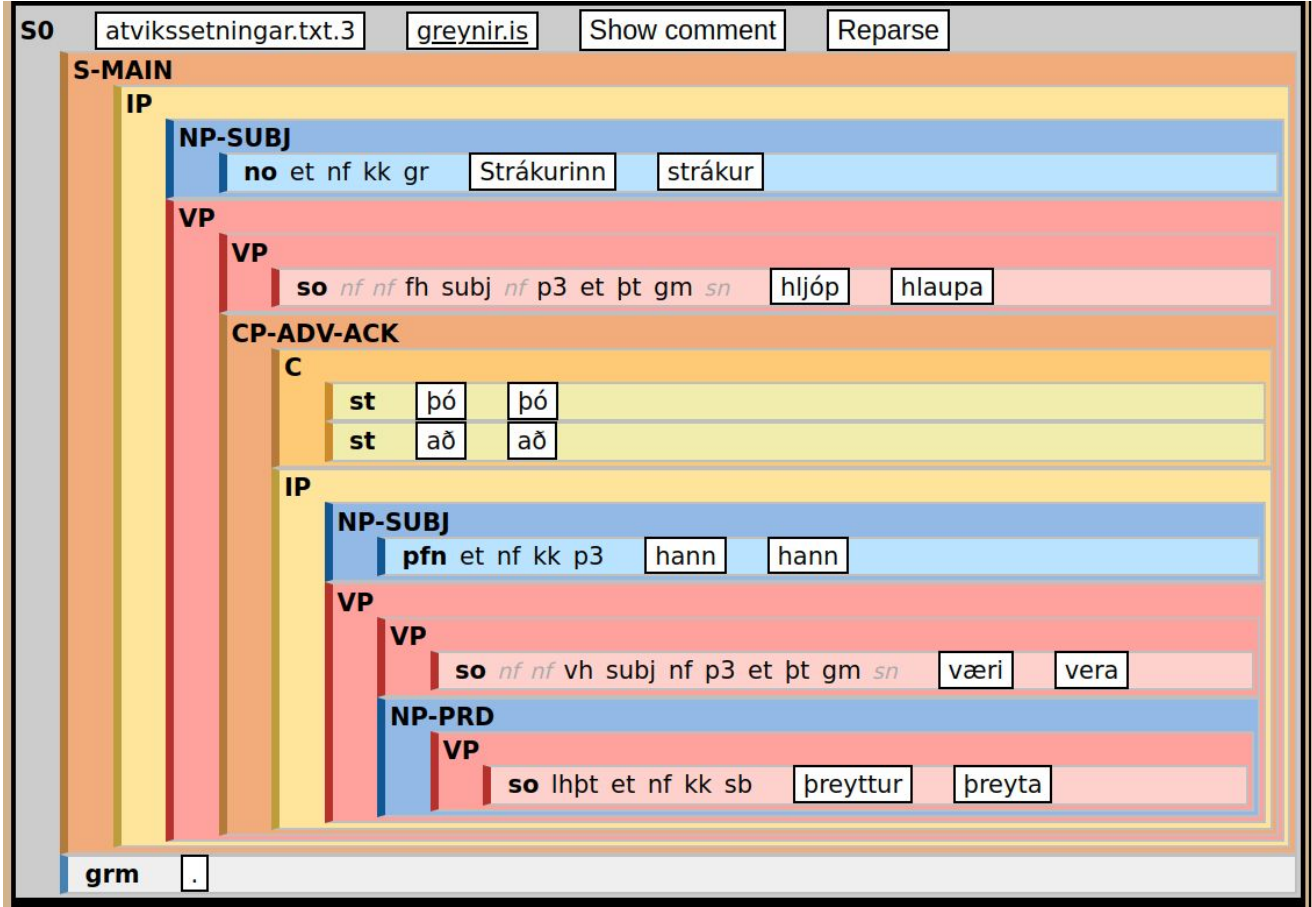 S0 atvikssetningar.txt.3 greynir.is Show comment Reparse
S-MAIN
IP
NP-SUBJ
no et nf kk gr Strákurinn strákur
VP
VP
so nf nf fh subj nf p3 et þt gm sn hljóp hlaupa
CP-ADV-ACK
C
st þó þó
st að að
IP
NP-SUBJ
pfn et nf kk p3 hann hann
VP
VP
so nf nf vh subj nf p3 et þt gm sn væri vera
NP-PRD
VP
so lhþt et nf kk sb þreyttur þreyta
grm .